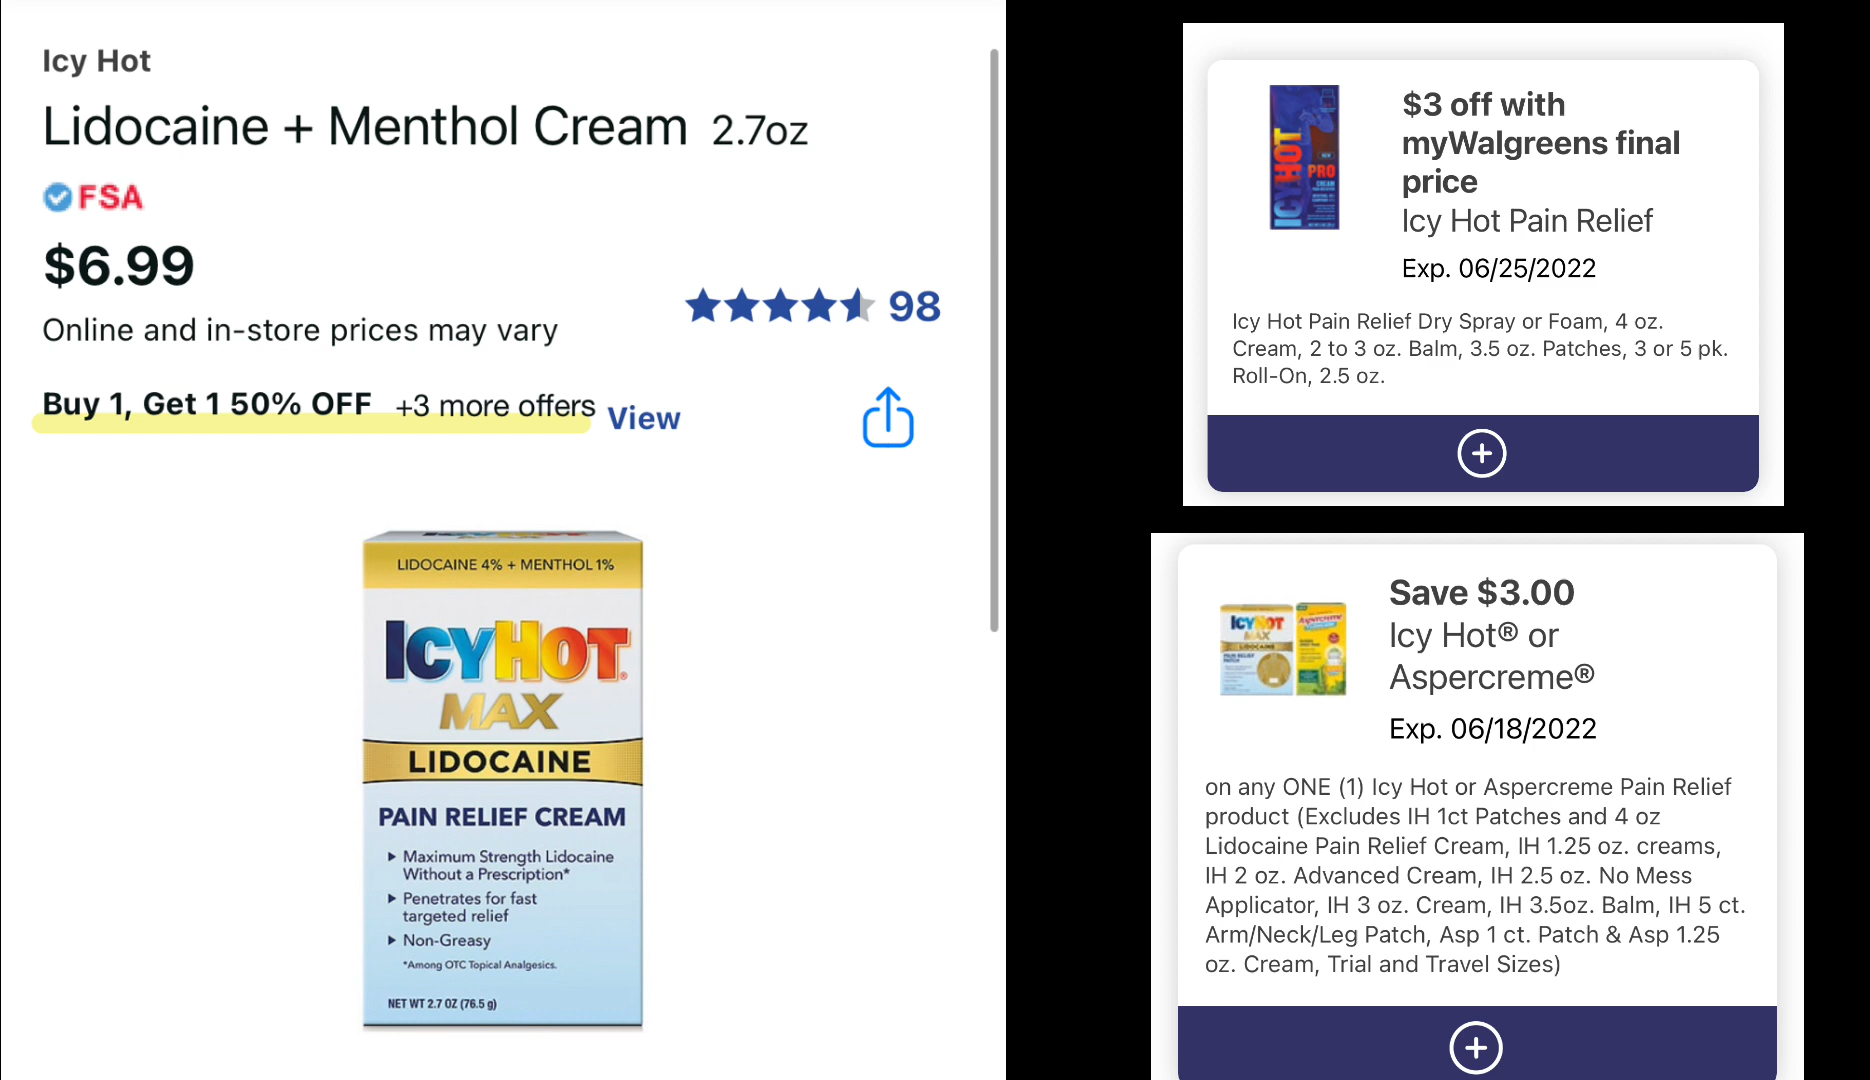 Icy Hot
Lidocaine + Menthol Cream 2.7oz
FSA
$6.99
98
Online and in-store prices may vary
Buy 1, Get 1 50% OFF +3 more offers View
LIDOCAINE 4% + MENTHOL 1%
ICYHOT®
MAX
LIDOCAINE
PAIN RELIEF CREAM
Maximum Strength Lidocaine
Without a Prescription*
Penetrates for fast
targeted relief
Non-Greasy
*Among OTC Topical Analgesics.
NET WT 2.7 OZ (76.5 g)
ICYHOT
PRO
CREAM
$3 off with
myWalgreens final
price
Icy Hot Pain Relief
Exp. 06/25/2022
Icy Hot Pain Relief Dry Spray or Foam, 4 oz.
Cream, 2 to 3 oz. Balm, 3.5 oz. Patches, 3 or 5 pk.
Roll-On, 2.5 oz.
ICYHOT
MAX
LIDOCAINE
Aspercreme
Save $3.00
Icy Hot® or
Aspercreme®
Exp. 06/18/2022
on any ONE (1) Icy Hot or Aspercreme Pain Relief
product (Excludes IH 1ct Patches and 4 oz
Lidocaine Pain Relief Cream, IH 1.25 oz. creams,
IH 2 oz. Advanced Cream, IH 2.5 oz. No Mess
Applicator, IH 3 oz. Cream, IH 3.5oz. Balm, IH 5 ct.
Arm/Neck/Leg Patch, Asp 1 ct. Patch & Asp 1.25
oz. Cream, Trial and Travel Sizes)